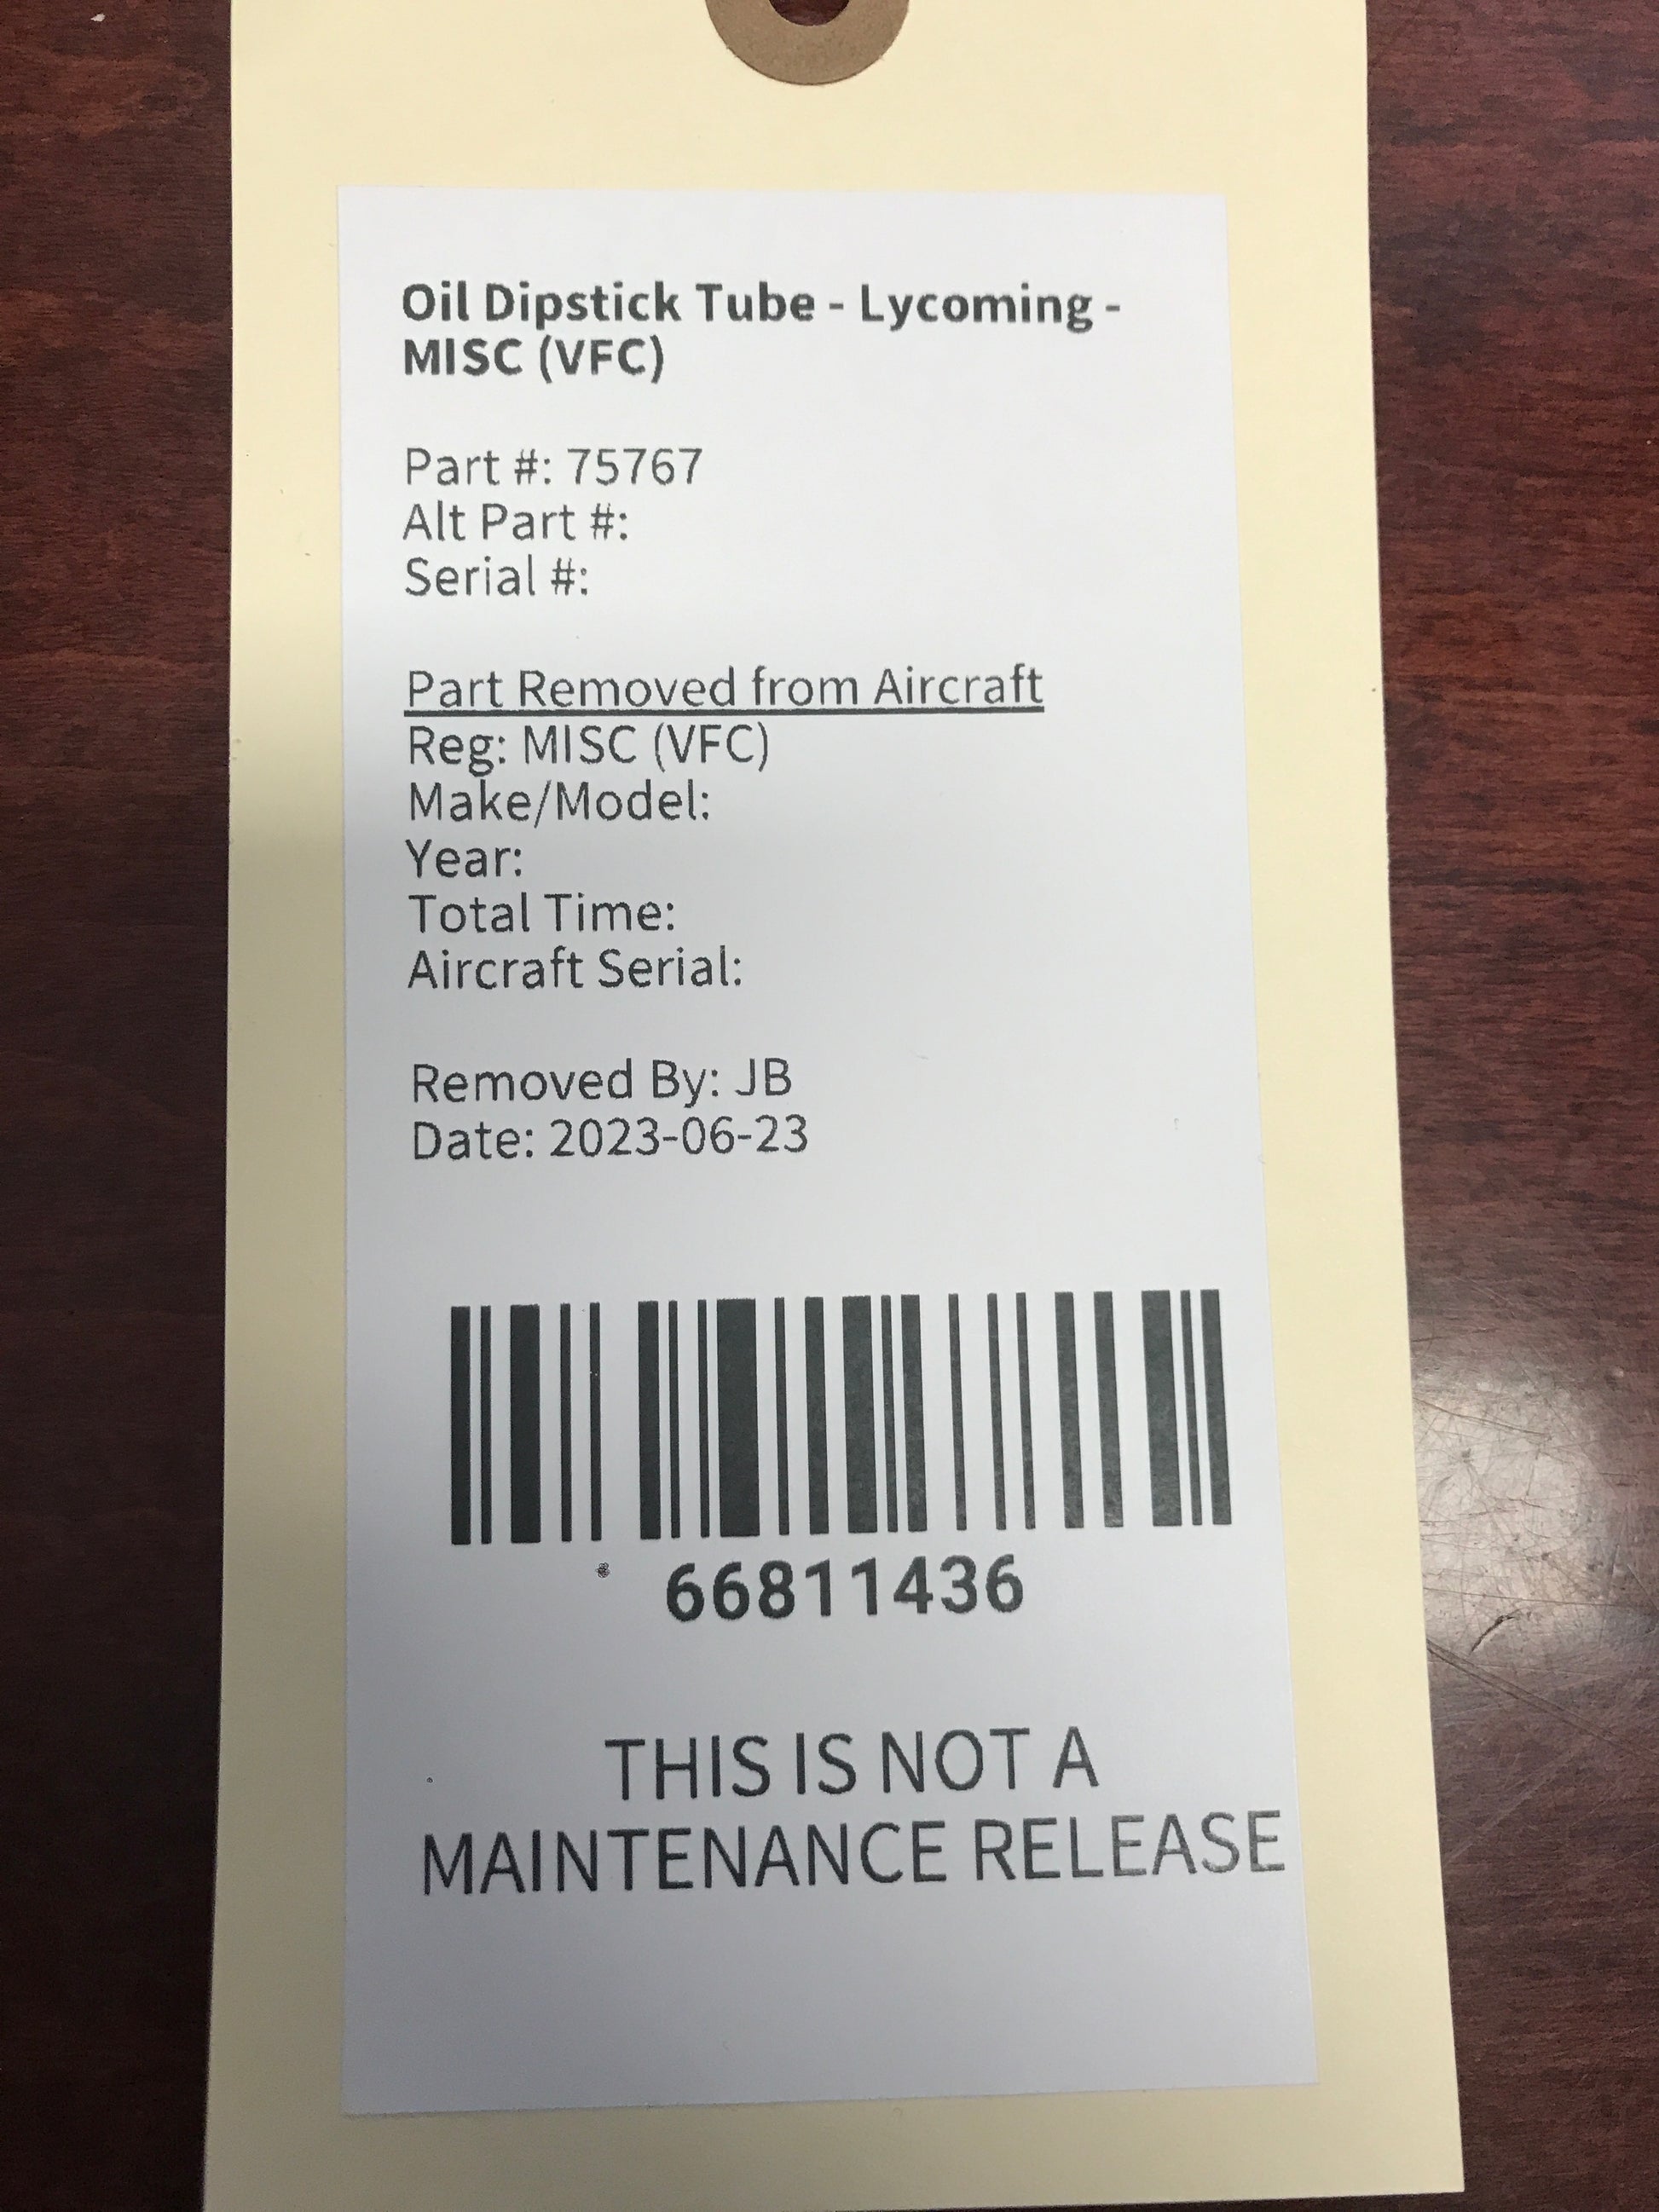 Oil Dipstick Tube - Lycoming -
MISC (VFC)
Part #: 75767
Alt Part #:
Serial #:
Part Removed from Aircraft
Reg: MISC (VFC)
Make/Model:
Year:
Total Time:
Aircraft Serial:
Removed By: JB
Date: 2023-06-23
66811436
THIS IS NOT A
MAINTENANCE RELEASE